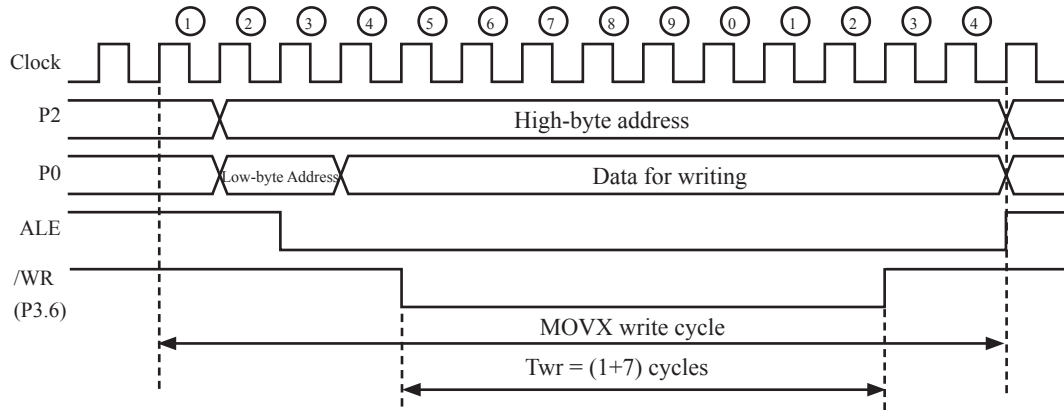 1 2 3 4 5 6 7 8 9 0 1 2 3 4
Clock
P2 High-byte address
P0 Low-byte Address Data for writing
ALE
/WR
(P3.6)
MOVX write cycle
Twr = (1+7) cycles